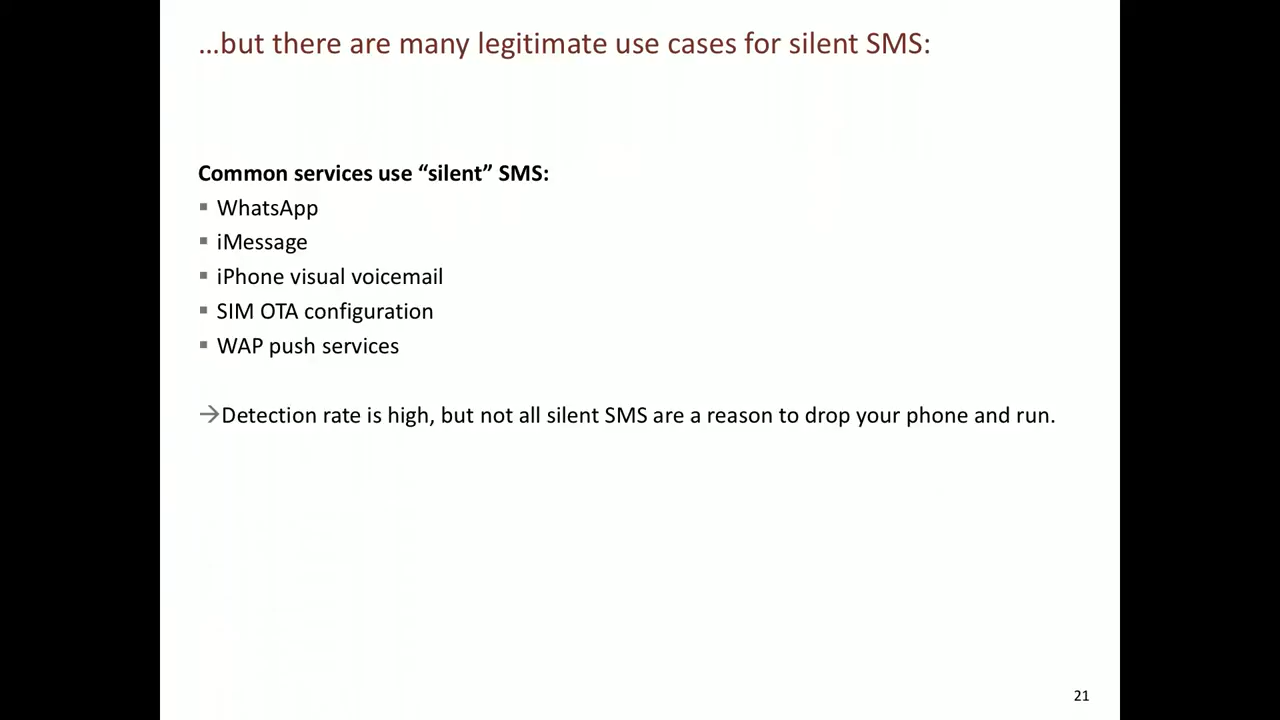 …but there are many legitimate use cases for silent SMS:
Common services use “silent” SMS:
▪ WhatsApp
▪ iMessage
▪ iPhone visual voicemail
▪ SIM OTA configuration
▪ WAP push services
→Detection rate is high, but not all silent SMS are a reason to drop your phone and run.
21